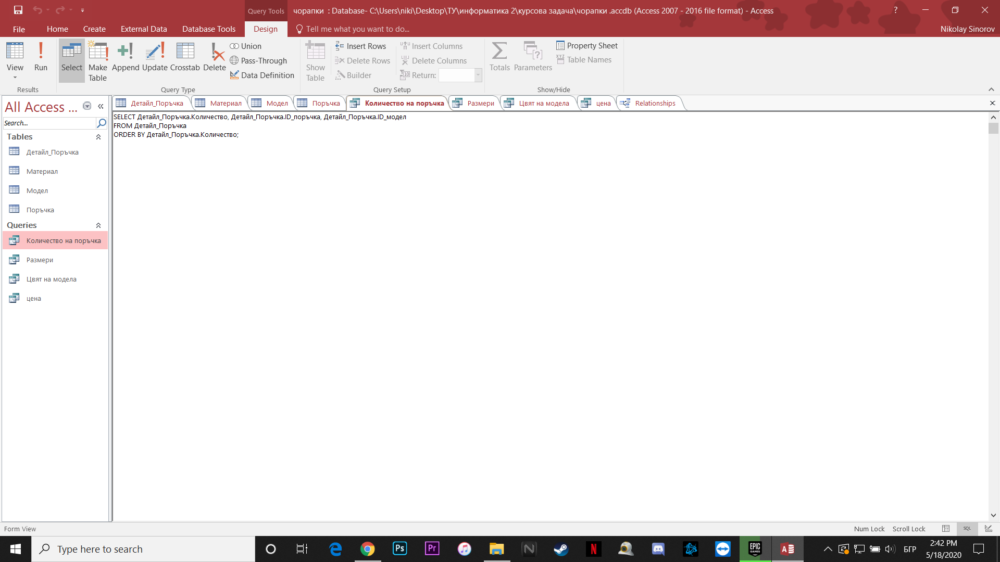 Query Tools
чорапки : Database- C:\Users\niki\Desktop\ТУ\информатика 2\курсова задача\чорапки .accdb (Access 2007 - 2016 file format) - Access
?
File Home Create External Data Database Tools Design Tell me what you want to do... Nikolay Sinorov
View
Run
Select
Make Table
Append
Update
Crosstab
Delete
Union
Pass-Through
Data Definition
Show Table
Insert Rows
Delete Rows
Builder
Insert Columns
Delete Columns
Return:
Totals
Parameters
Property Sheet
Table Names
Results
Query Type
Query Setup
Show/Hide
All Access ...
Search...
Tables
Детайл_Поръчка
Материал
Модел
Поръчка
Queries
Количество на поръчка
Размери
Цвят на модела
цена
Детайл_Поръчка Материал Модел Поръчка Количество на поръчка Размери Цвят на модела цена Relationships
SELECT Детайл_Поръчка.Количество, Детайл_Поръчка.ID_поръчка, Детайл_Поръчка.ID_модел
FROM Детайл_Поръчка
ORDER BY Детайл_Поръчка.Количество;
Form View
Num Lock Scroll Lock SQL
Type here to search
Ps
Pr
N
N
EPIC GAMES
A
БГР
2:42 PM
5/18/2020